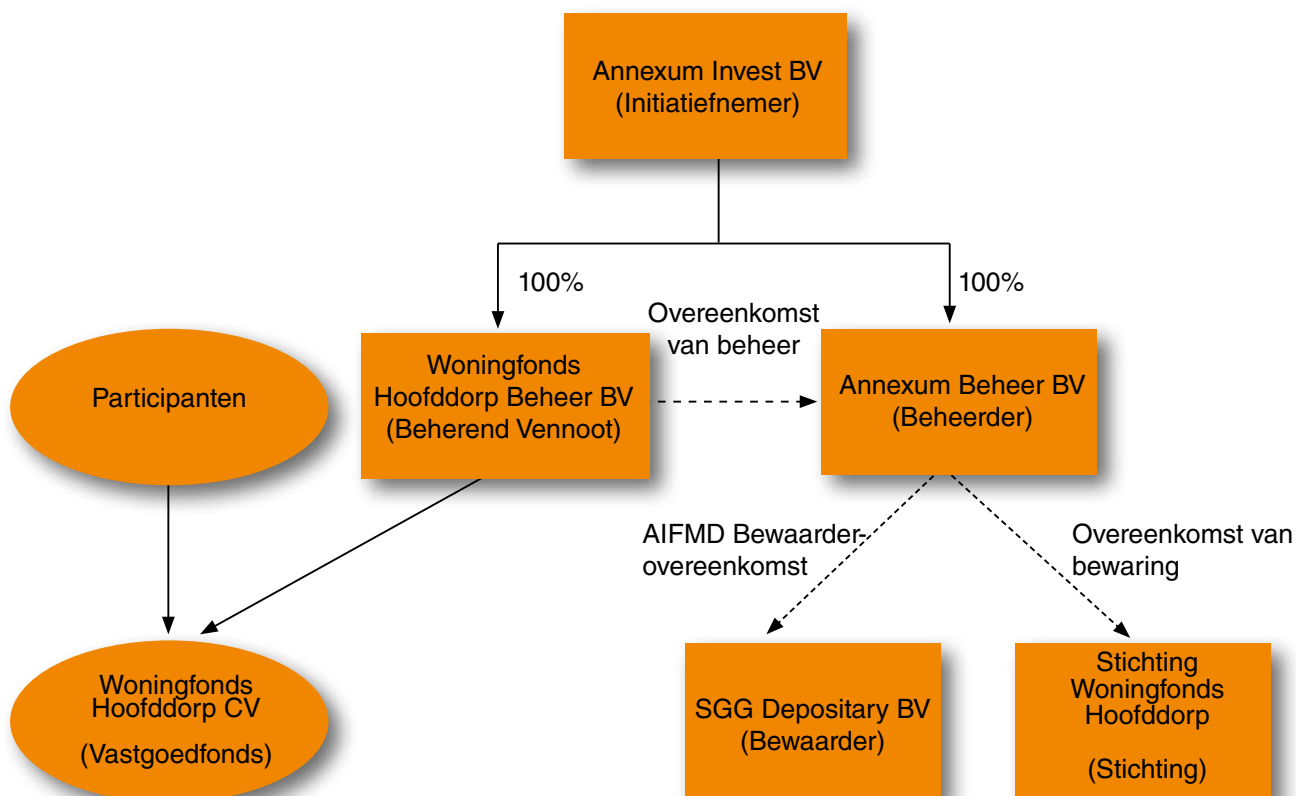 Annexum Invest BV
(Initiatiefnemer)
100%
100%
Overeenkomst
van beheer
Participanten
Woningfonds
Hoofddorp Beheer BV
(Beherend Vennoot)
Annexum Beheer BV
(Beheerder)
AIFMD Bewaarder-
overeenkomst
Overeenkomst van
bewaring
Woningfonds
Hoofddorp CV
(Vastgoedfonds)
SGG Depositary BV
(Bewaarder)
Stichting
Woningfonds
Hoofddorp
(Stichting)